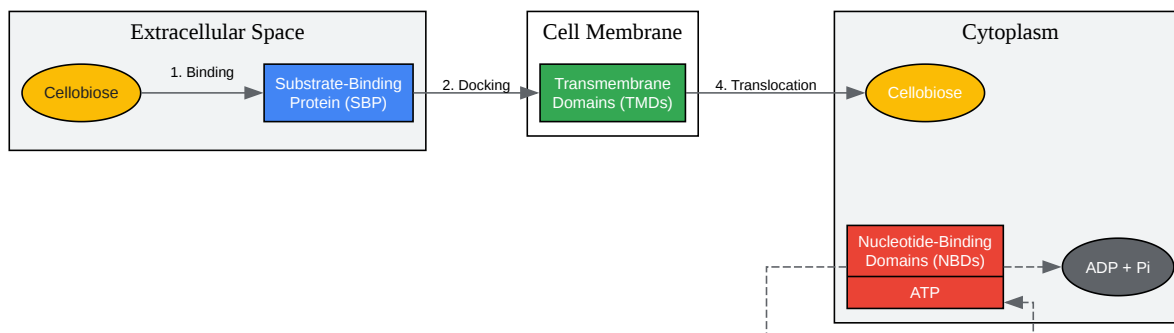 Extracellular Space
Cell Membrane
Cytoplasm
Cellobiose
1. Binding
Substrate-Binding
Protein (SBP)
2. Docking
Transmembrane
Domains (TMDs)
4. Translocation
Cellobiose
Nucleotide-Binding
Domains (NBDs)
ATP
ADP + Pi